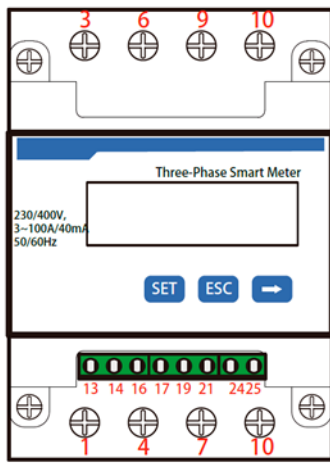 3 6 9 10
Three-Phase Smart Meter
230/400V,
3~100A/40mA
50/60Hz
SET ESC
13 14 16 17 19 21 24 25
1 4 7 10